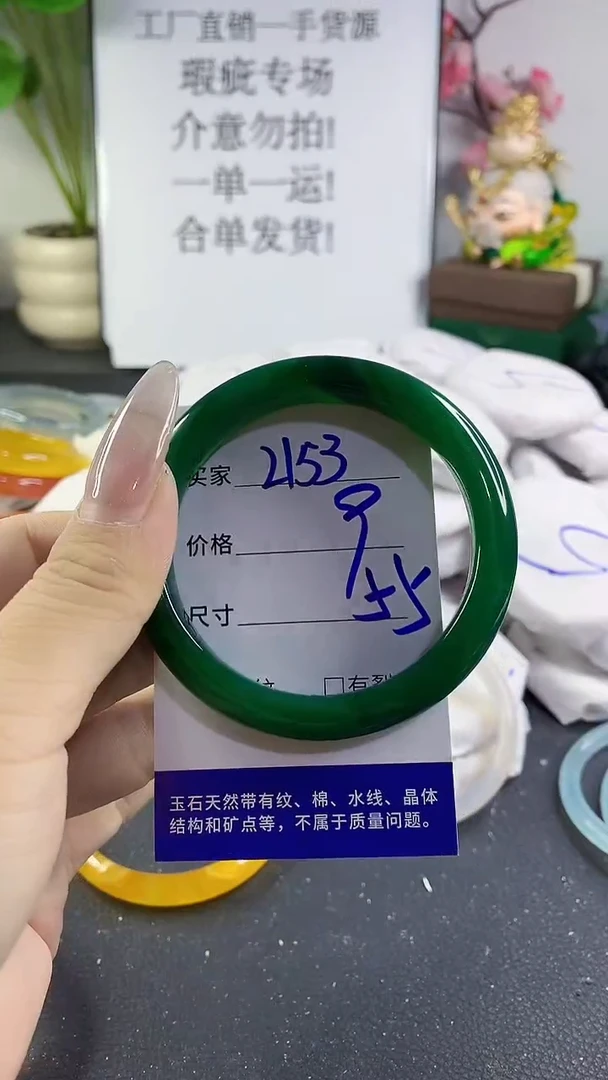 工厂直销一手货源
瑕疵专场
介意勿拍!
一单一运!
合单发货!
买家 2153
价格
尺寸
纹 □有裂
玉石天然带有纹、棉、水线、晶体
结构和矿点等，不属于质量问题。